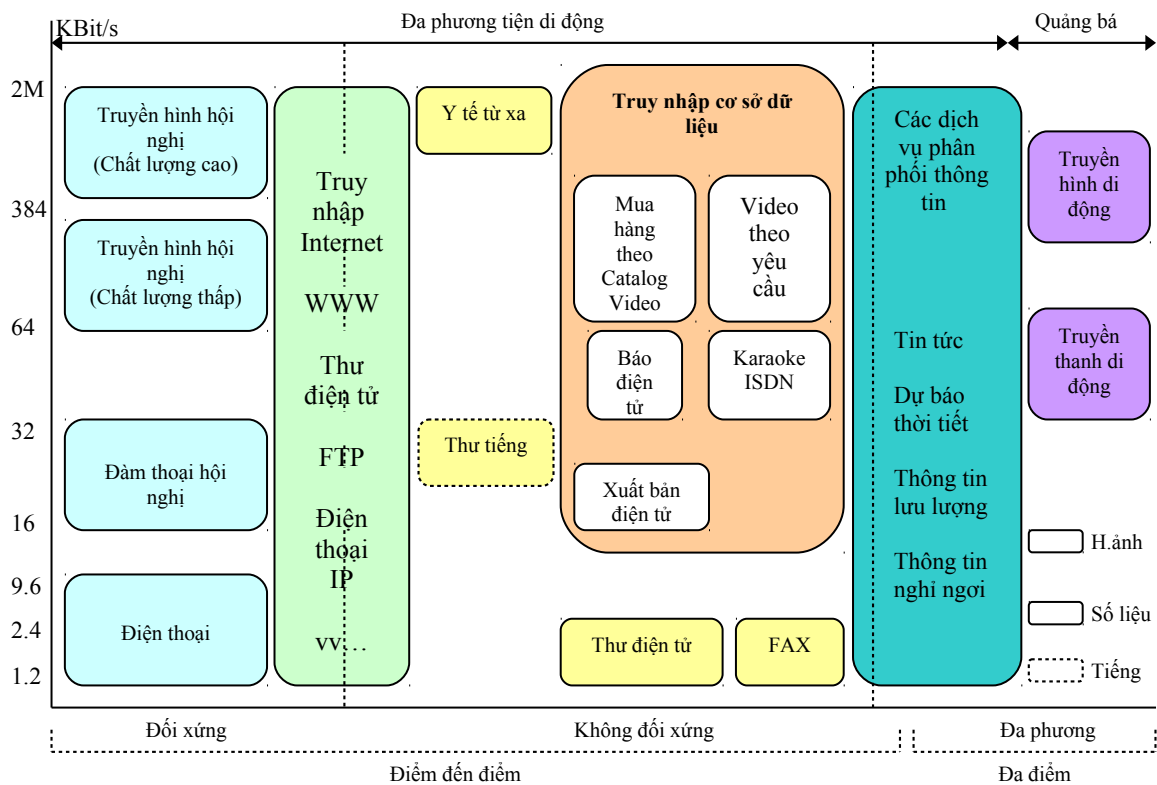 KBit/s
Đa phương tiện di động
Quảng bá
2M
384
64
32
16
9.6
2.4
1.2
Truyền hình hội
nghị
(Chất lượng cao)
Truyền hình hội
nghị
(Chất lượng thấp)
Đàm thoại hội
nghị
Điện thoại
Truy
nhập
Internet
WWW
Thư
điện tử
FTP
Điện
thoại
IP
vv…
Y tế từ xa
Thư tiếng
Truy nhập cơ sở dữ
liệu
Mua
hàng
theo
Catalog
Video
Video
theo
yêu
cầu
Báo
điện
tử
Karaoke
ISDN
Xuất bản
điện tử
Thư điện tử
FAX
Các dịch
vụ phân
phối thông
tin
Tin tức
Dự báo
thời tiết
Thông tin
lưu lượng
Thông tin
nghỉ ngơi
Truyền
hình di
động
Truyền
thanh di
động
H.ảnh
Số liệu
Tiếng
Đối xứng
Không đối xứng
Đa phương
Điểm đến điểm
Đa điểm